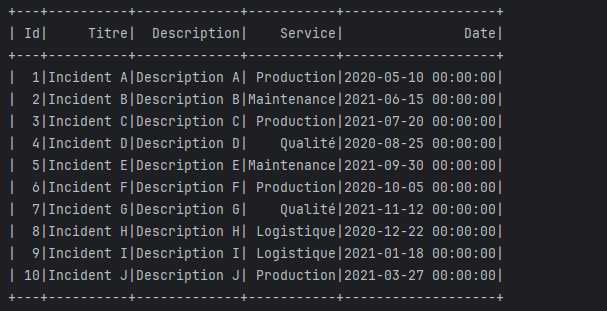 +---+----------+-------------+-----------+-------------------+
| Id|     Titre|  Description|    Service|               Date|
+---+----------+-------------+-----------+-------------------+
|  1|Incident A|Description A| Production|2020-05-10 00:00:00|
|  2|Incident B|Description B|Maintenance|2021-06-15 00:00:00|
|  3|Incident C|Description C| Production|2021-07-20 00:00:00|
|  4|Incident D|Description D|    Qualité|2020-08-25 00:00:00|
|  5|Incident E|Description E|Maintenance|2021-09-30 00:00:00|
|  6|Incident F|Description F| Production|2020-10-05 00:00:00|
|  7|Incident G|Description G|    Qualité|2021-11-12 00:00:00|
|  8|Incident H|Description H| Logistique|2020-12-22 00:00:00|
|  9|Incident I|Description I| Logistique|2021-01-18 00:00:00|
| 10|Incident J|Description J| Production|2021-03-27 00:00:00|
+---+----------+-------------+-----------+-------------------+